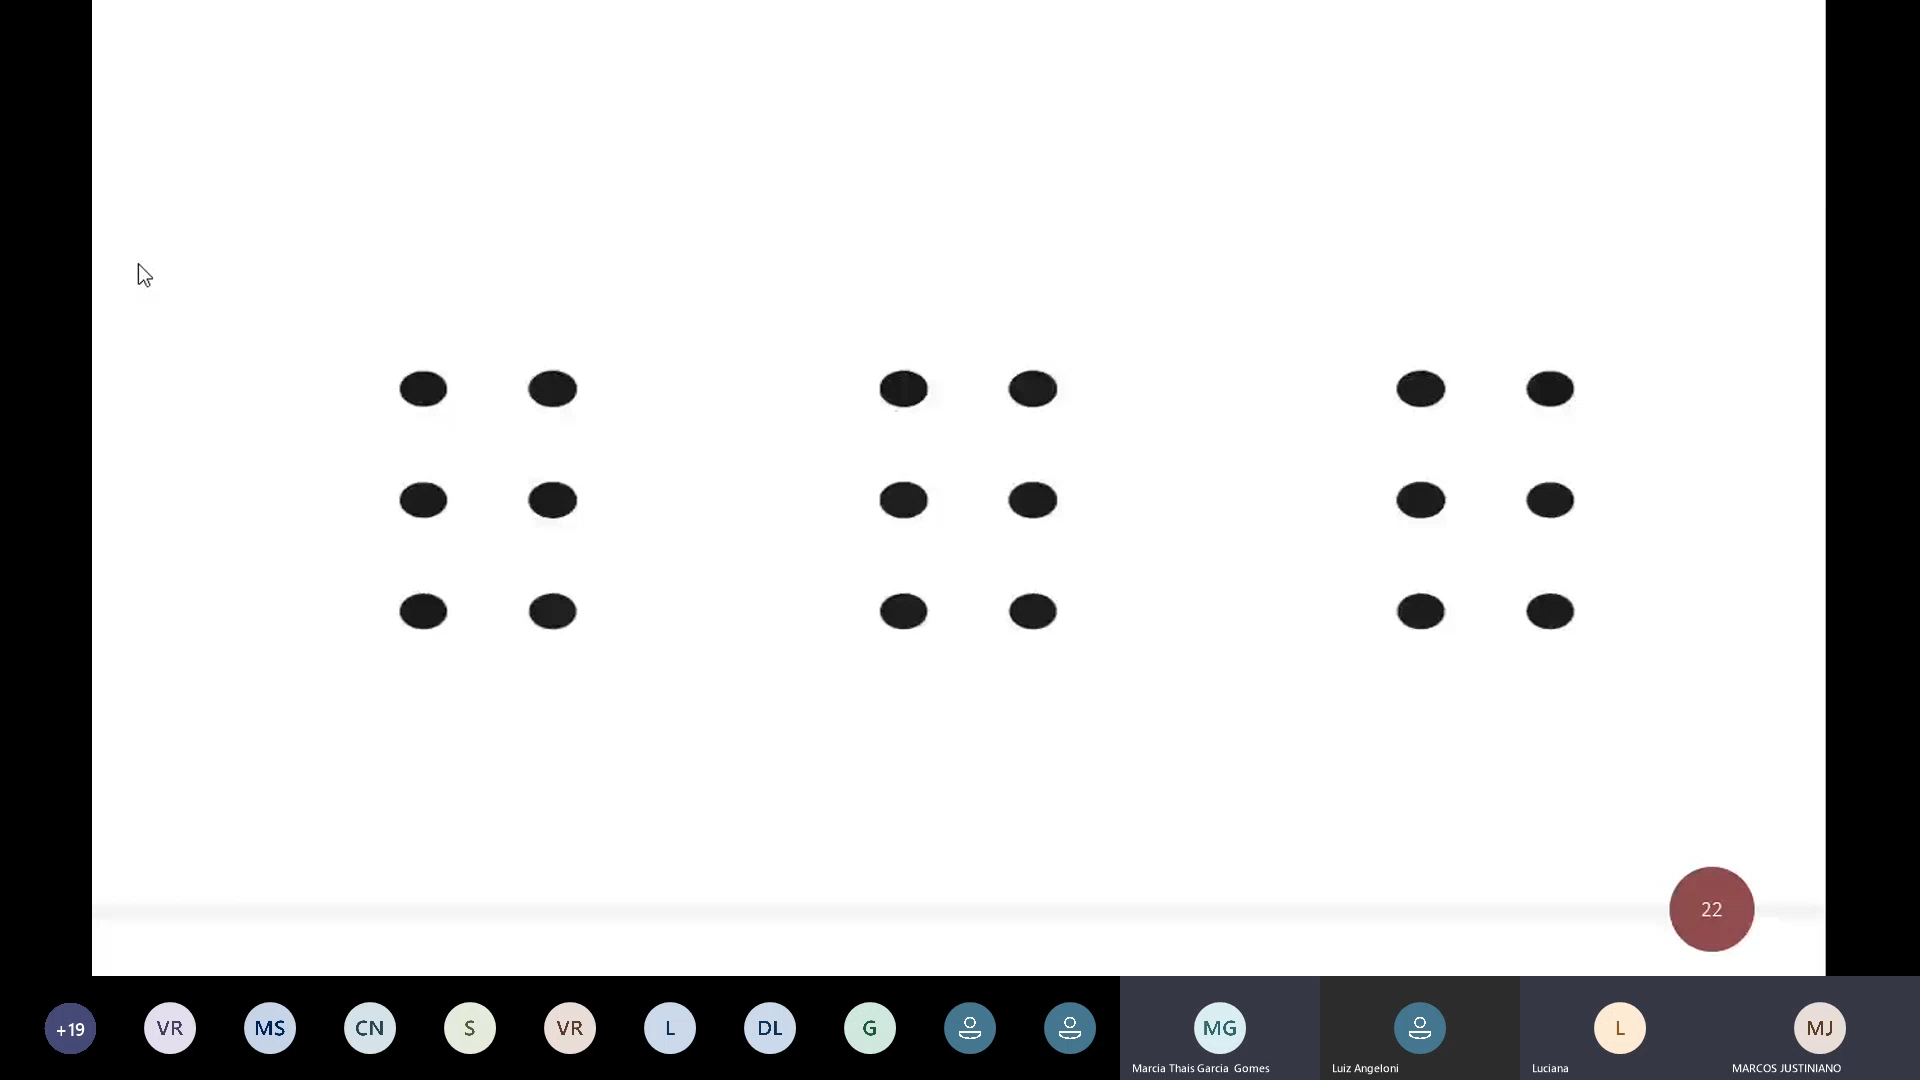 22
+19
VR
MS
CN
S
VR
L
DL
G
MG
L
MJ
Marcia Thais Garcia Gomes
Luiz Angeloni
Luciana
MARCOS JUSTINIANO